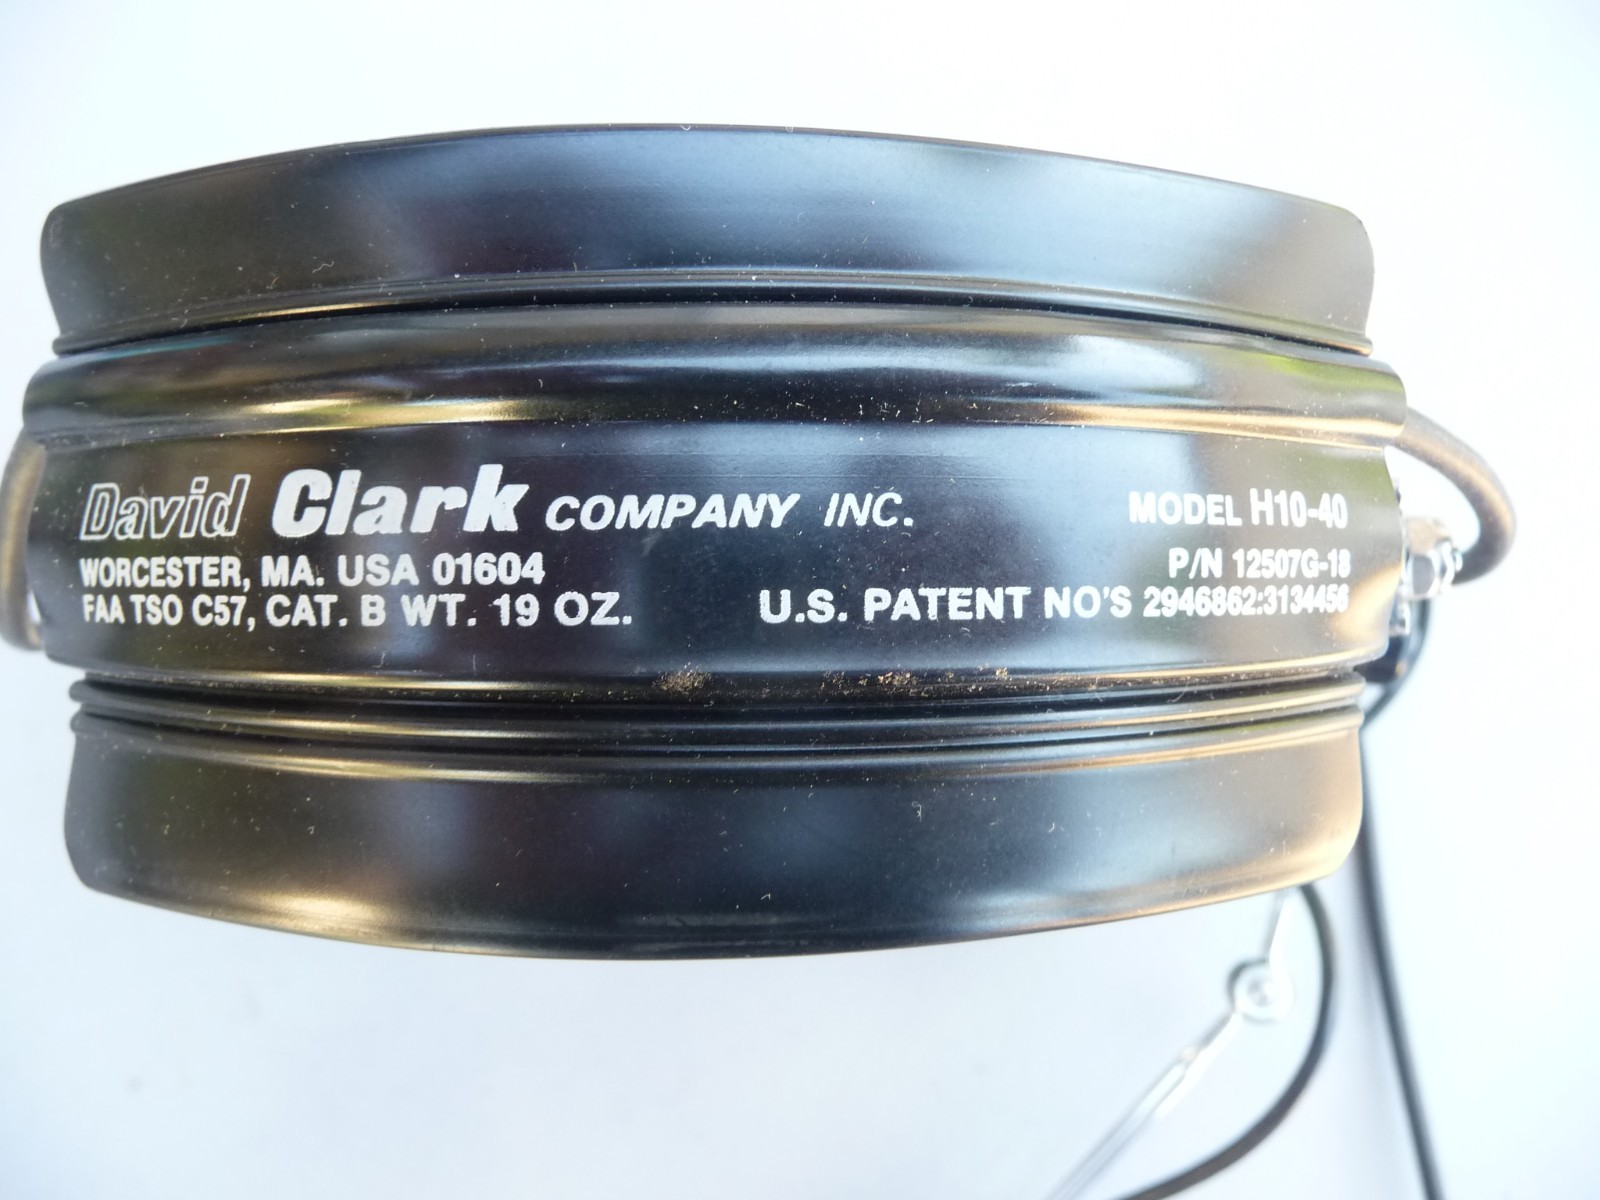 David Clark COMPANY INC.
WORCESTER, MA. USA 01604
FAA TSO C57, CAT. B WT. 19 OZ.
MODEL H10-40
P/N 12507G-18
U.S. PATENT NO'S 2946862:3134456